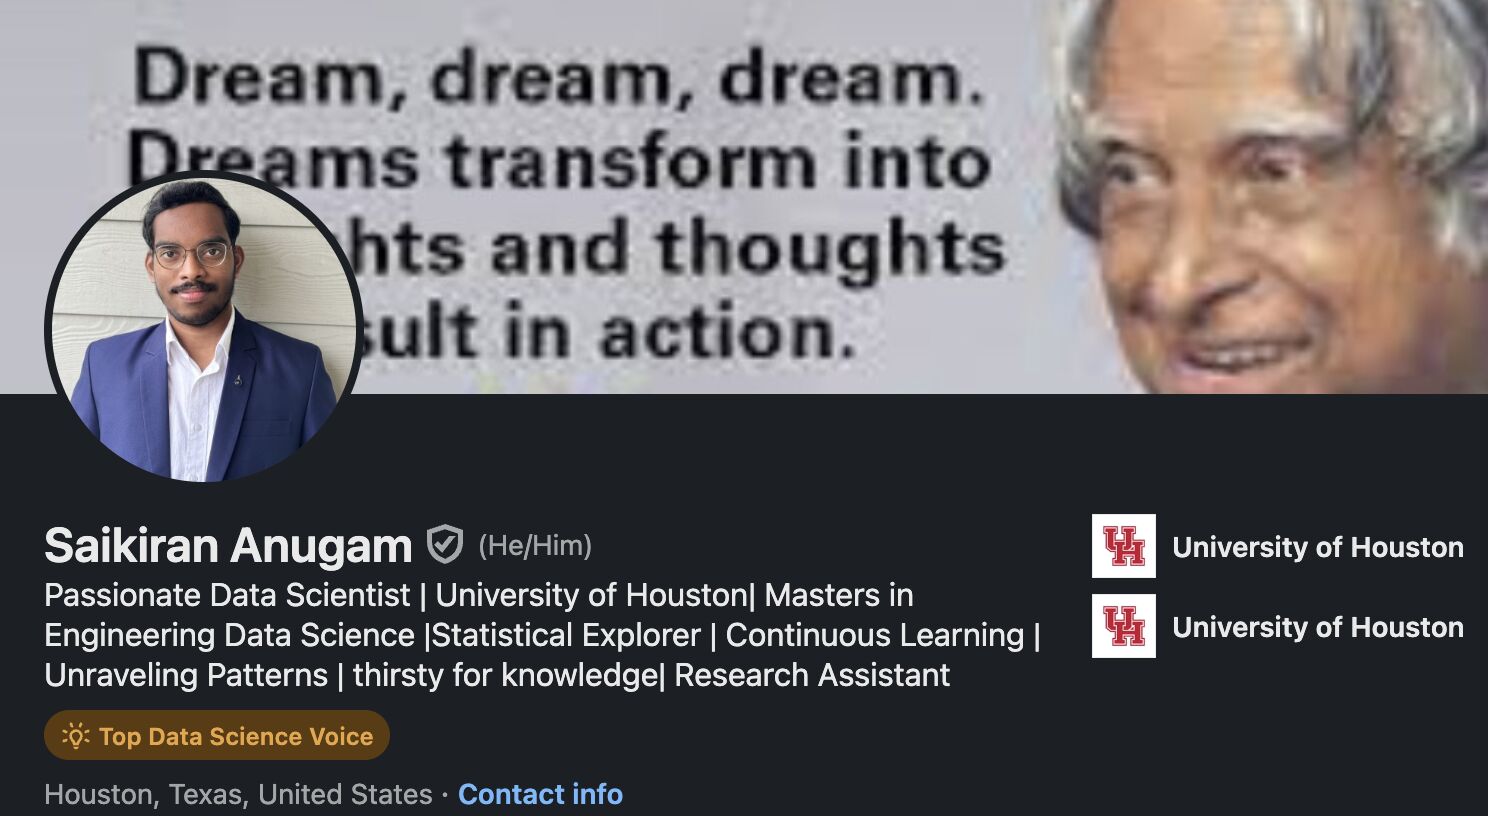 Dream, dream, dream.
Dreams transform into
and thoughts
in action.
Saikiran Anugam (He/Him)
Passionate Data Scientist | University of Houston| Masters in
Engineering Data Science |Statistical Explorer | Continuous Learning |
Unraveling Patterns | thirsty for knowledge| Research Assistant
Top Data Science Voice
Houston, Texas, United States · Contact info
UH University of Houston
UH University of Houston